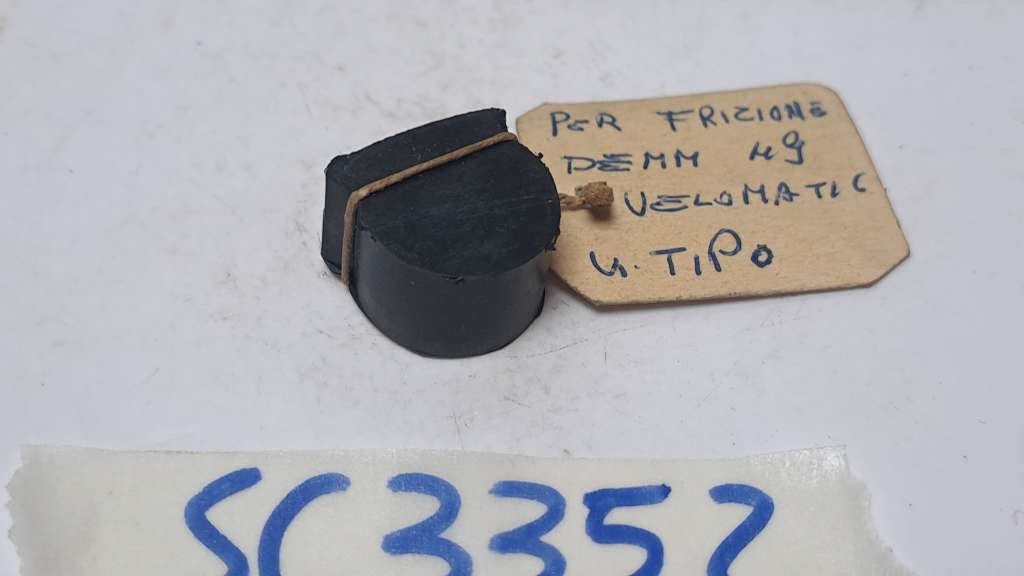 PER FRIZIONE
DEMM 49
VELOMATIC
U. TIPO
SC3352